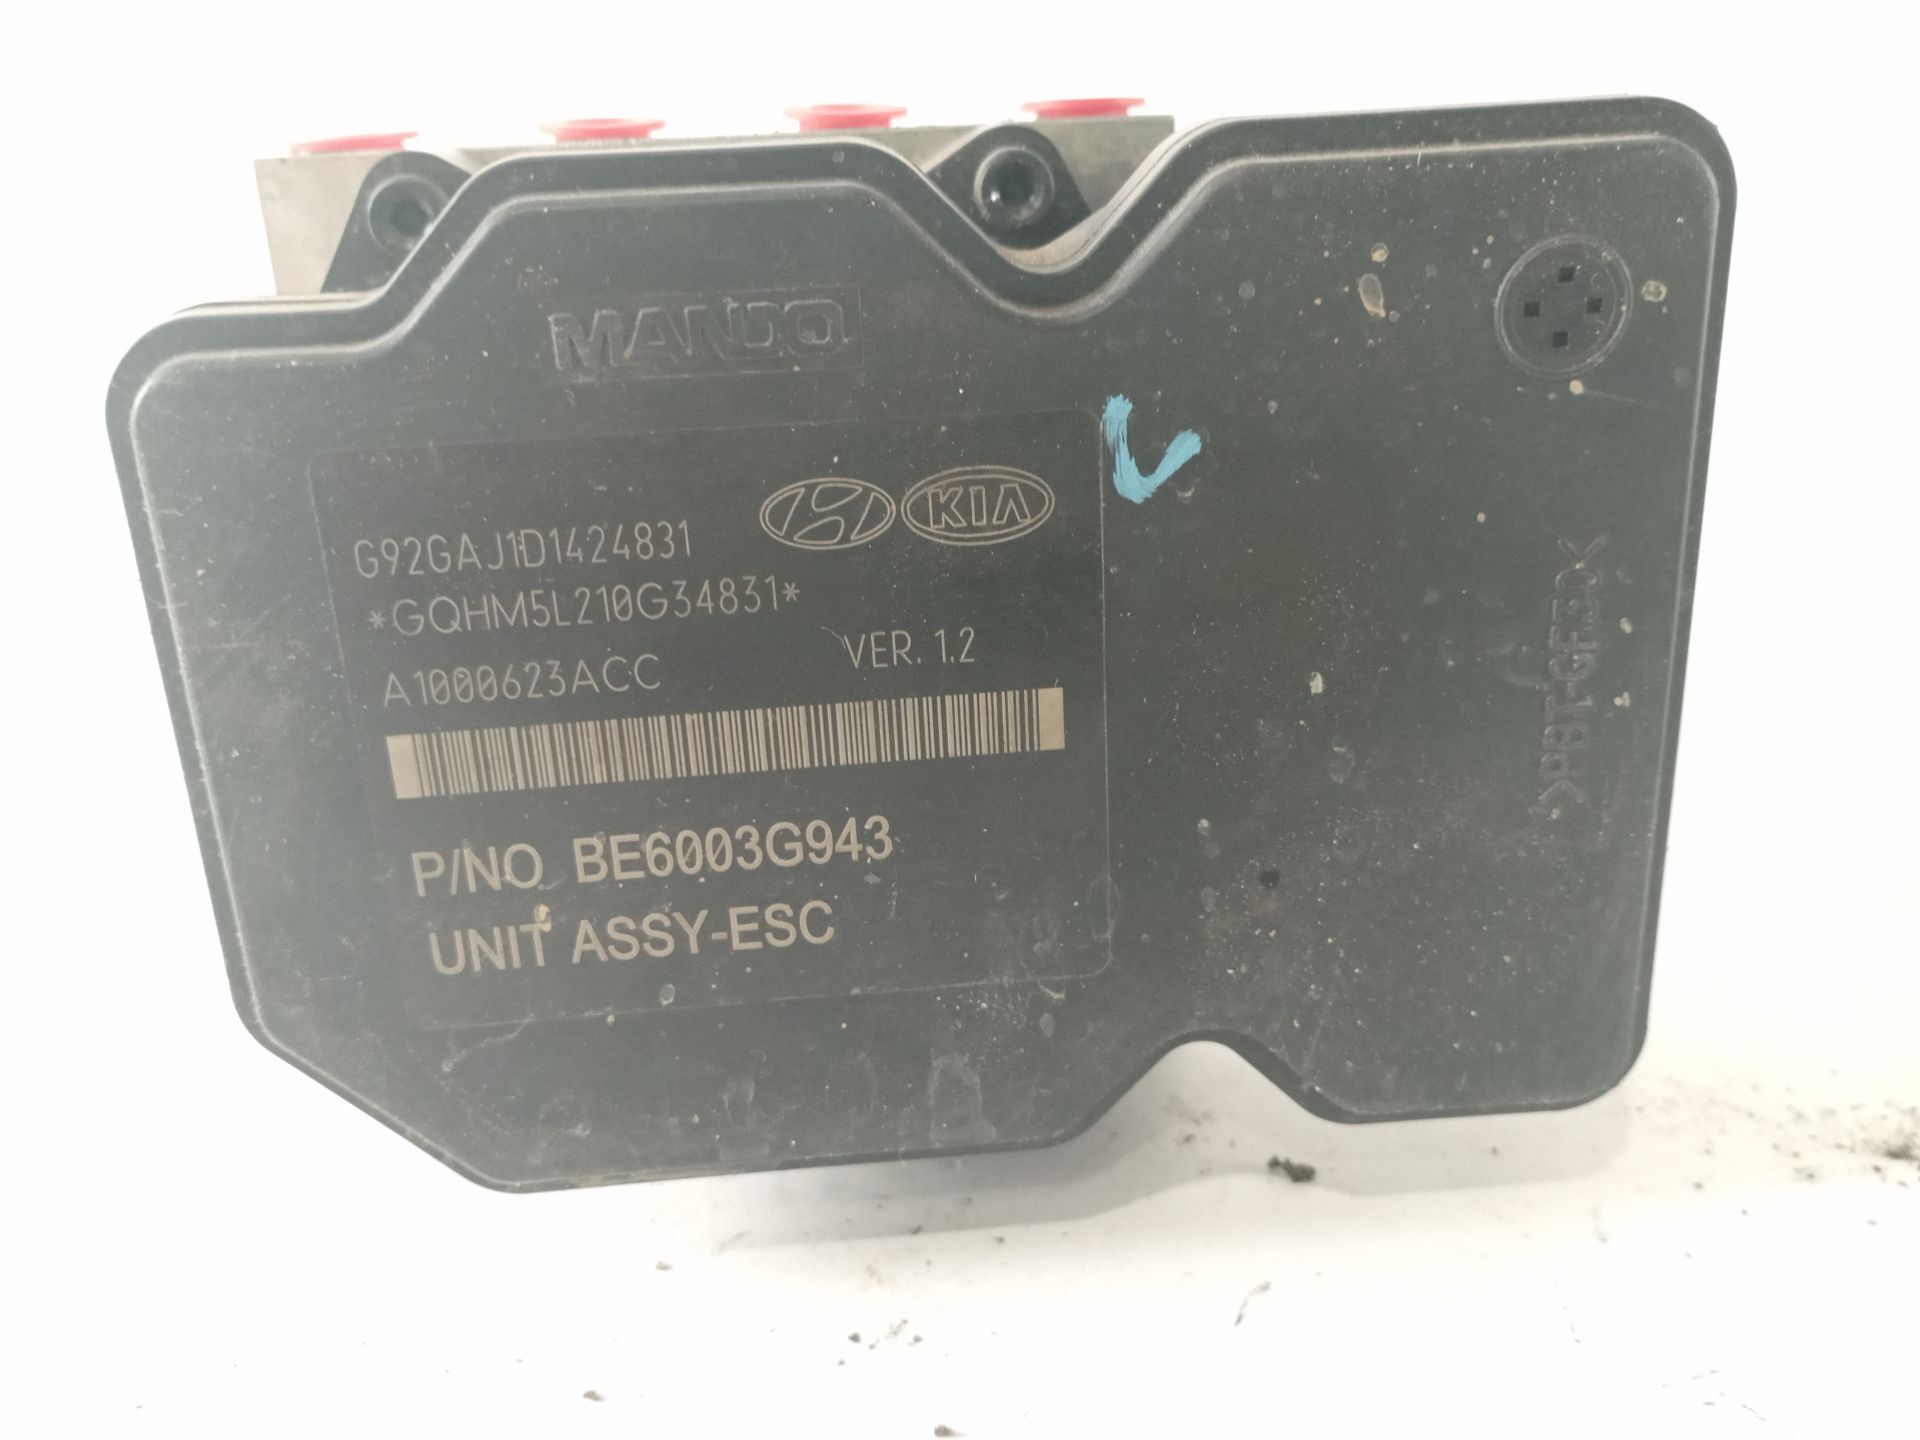 MANDO
KIA
G92GAJ1D1424831
*GQHM5L210G34831*
A1000623ACC VER. 1.2
P/NO BE6003G943
UNIT ASSY-ESC
>PBT-GF30<